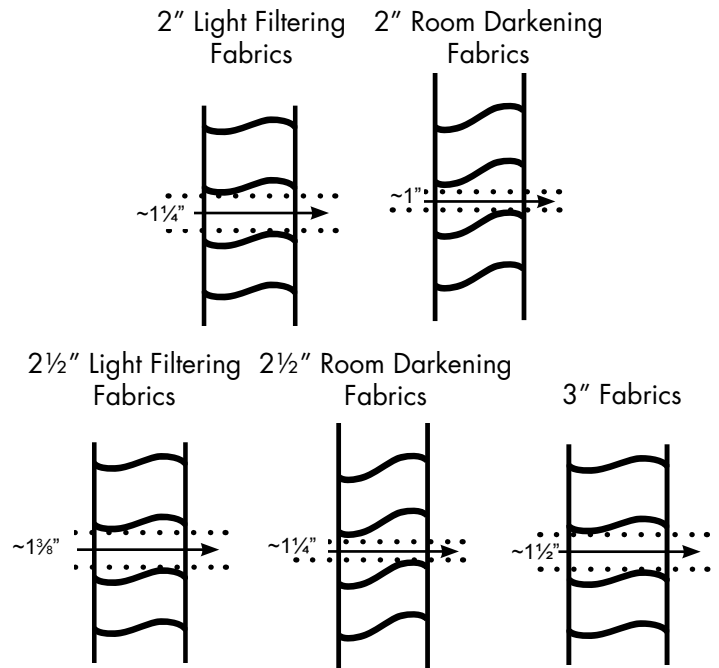 2” Light Filtering
Fabrics
2” Room Darkening
Fabrics
~1¼”
~1”
2½” Light Filtering
Fabrics
2½” Room Darkening
Fabrics
3” Fabrics
~1⅜”
~1¼”
~1½”